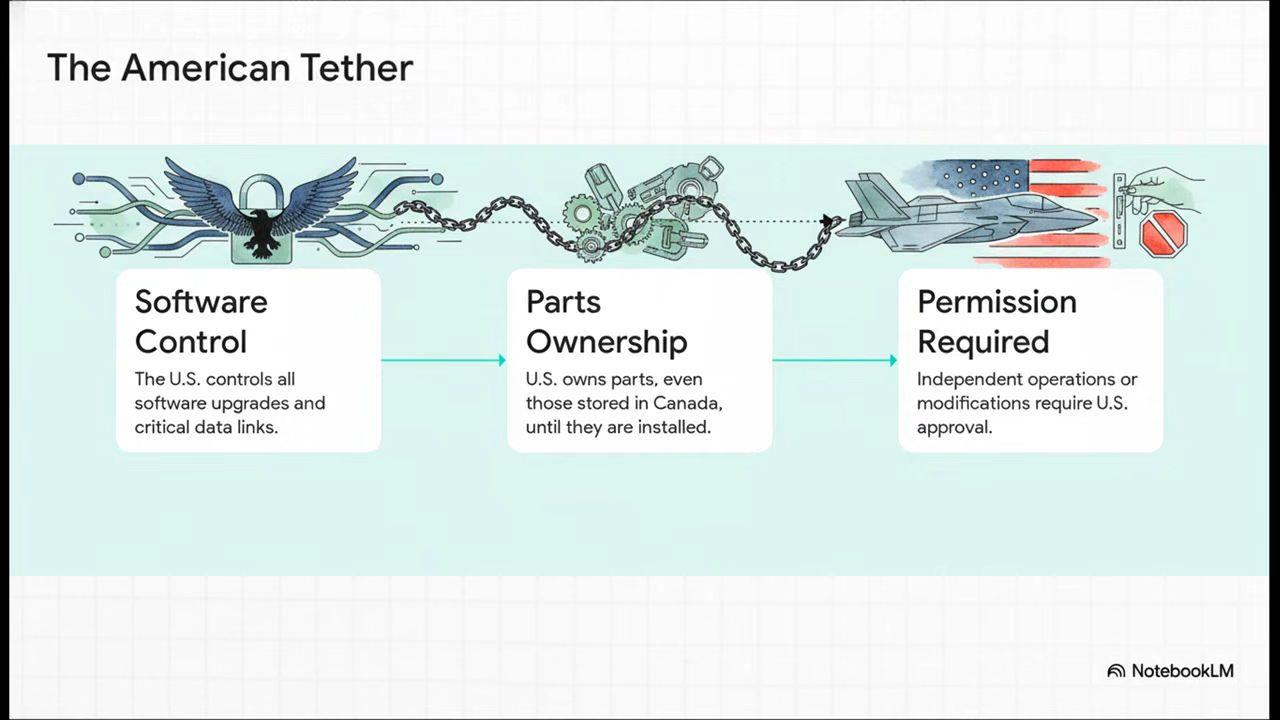 The American Tether
Software
Control
The U.S. controls all
software upgrades and
critical data links.
Parts
Ownership
U.S. owns parts, even
those stored in Canada,
until they are installed.
Permission
Required
Independent operations or
modifications require U.S.
approval.
NotebookLM